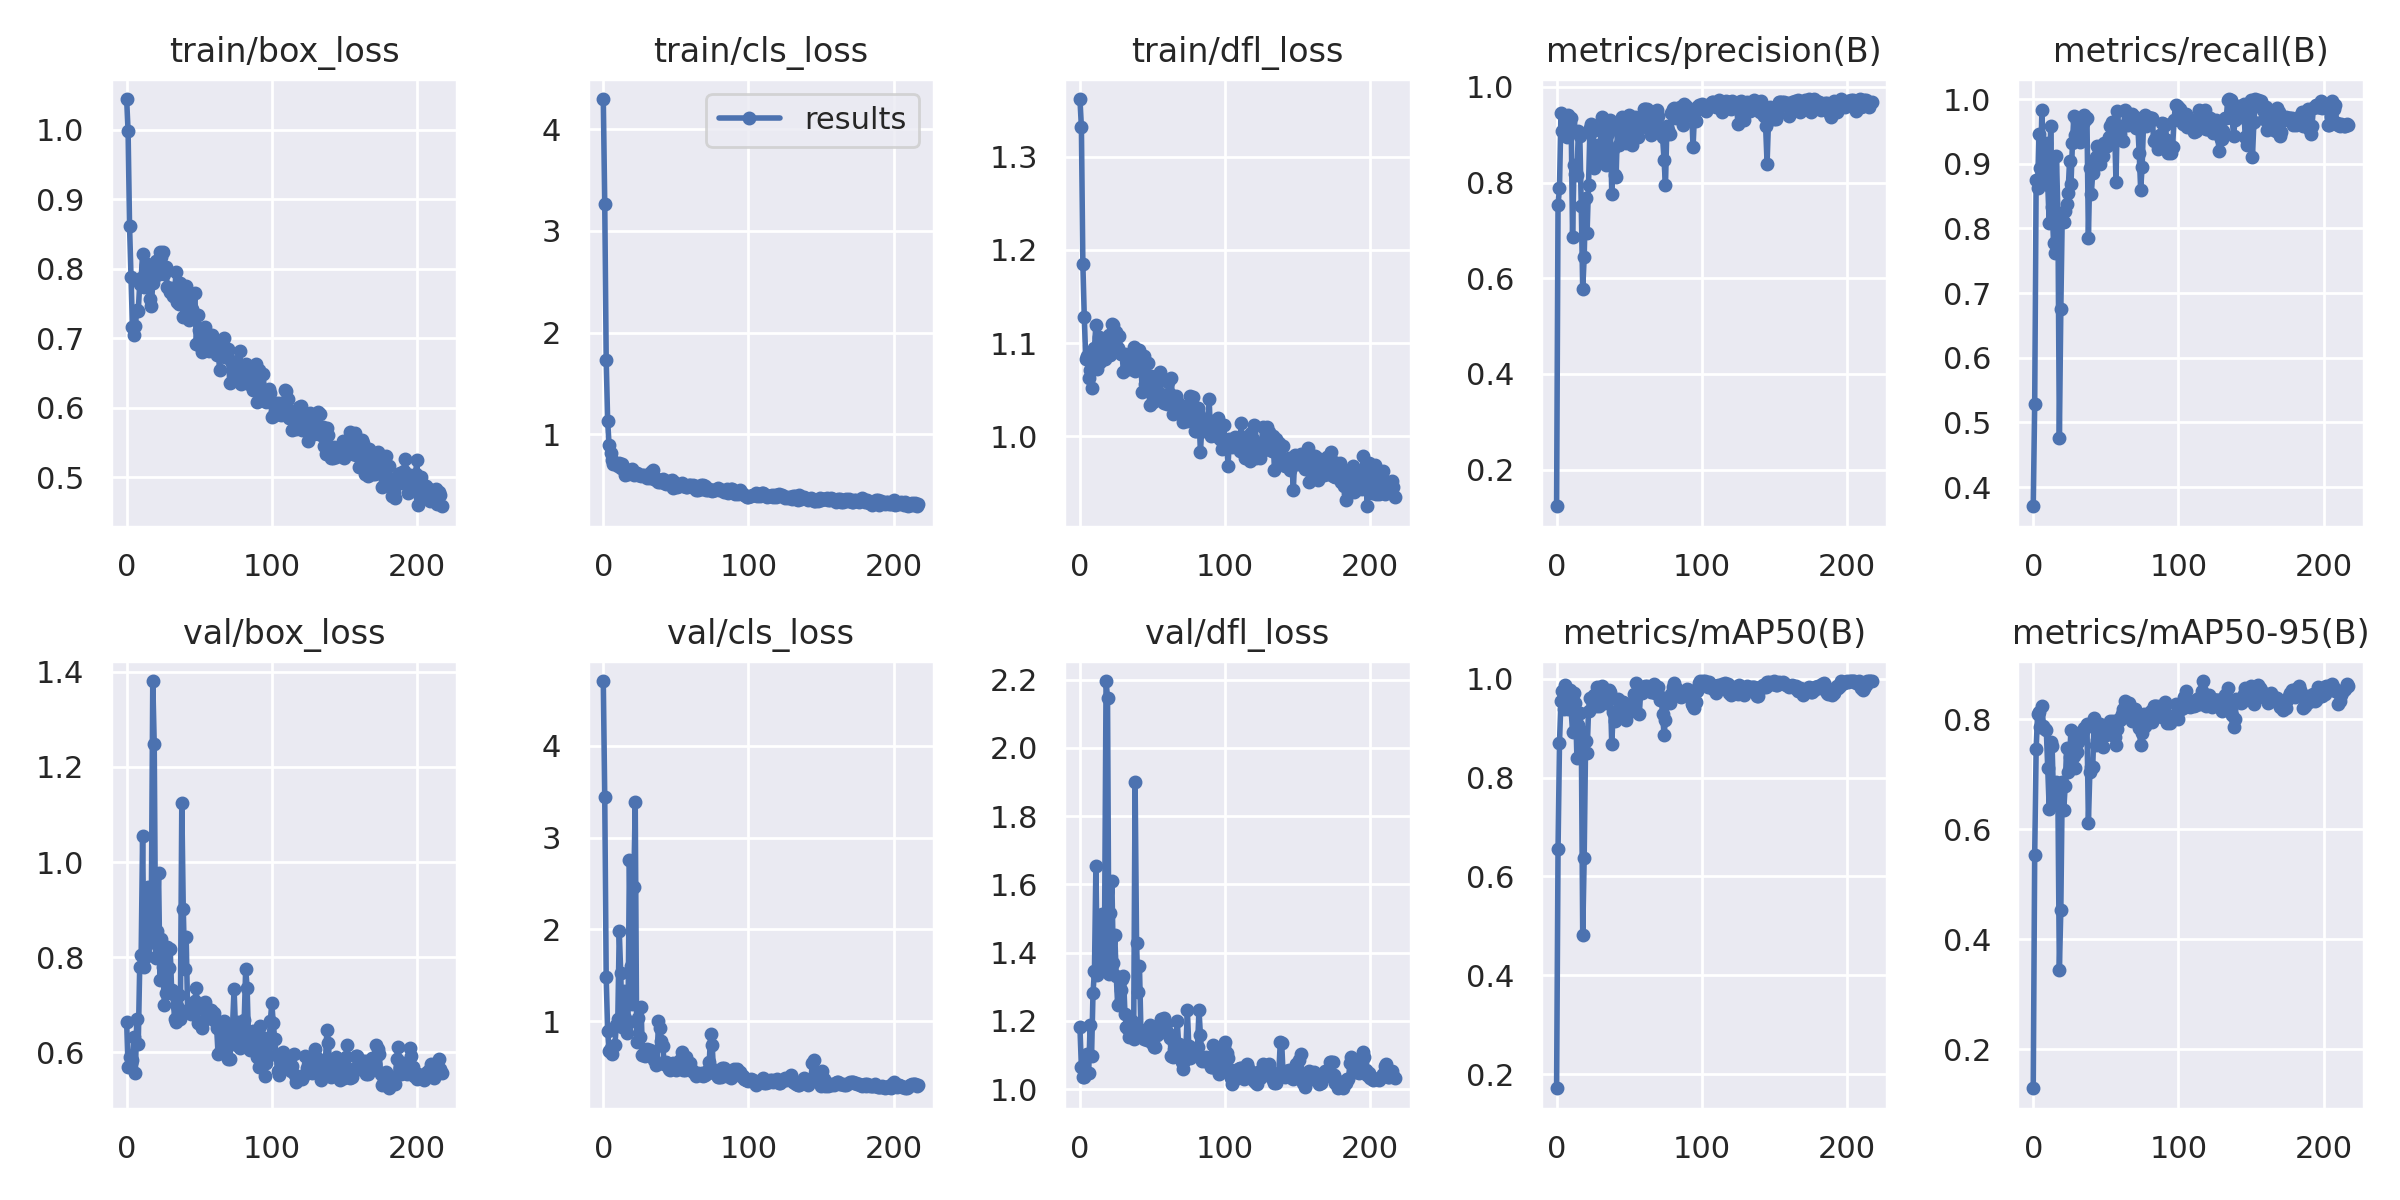 train/box_loss
1.0
0.9
0.8
0.7
0.6
0.5
0 100 200
train/cls_loss
results
4
3
2
1
0 100 200
train/dfl_loss
1.3
1.2
1.1
1.0
0 100 200
metrics/precision(B)
1.0
0.8
0.6
0.4
0.2
0 100 200
metrics/recall(B)
1.0
0.9
0.8
0.7
0.6
0.5
0.4
0 100 200
val/box_loss
1.4
1.2
1.0
0.8
0.6
0 100 200
val/cls_loss
4
3
2
1
0 100 200
val/dfl_loss
2.2
2.0
1.8
1.6
1.4
1.2
1.0
0 100 200
metrics/mAP50(B)
1.0
0.8
0.6
0.4
0.2
0 100 200
metrics/mAP50-95(B)
0.8
0.6
0.4
0.2
0 100 200